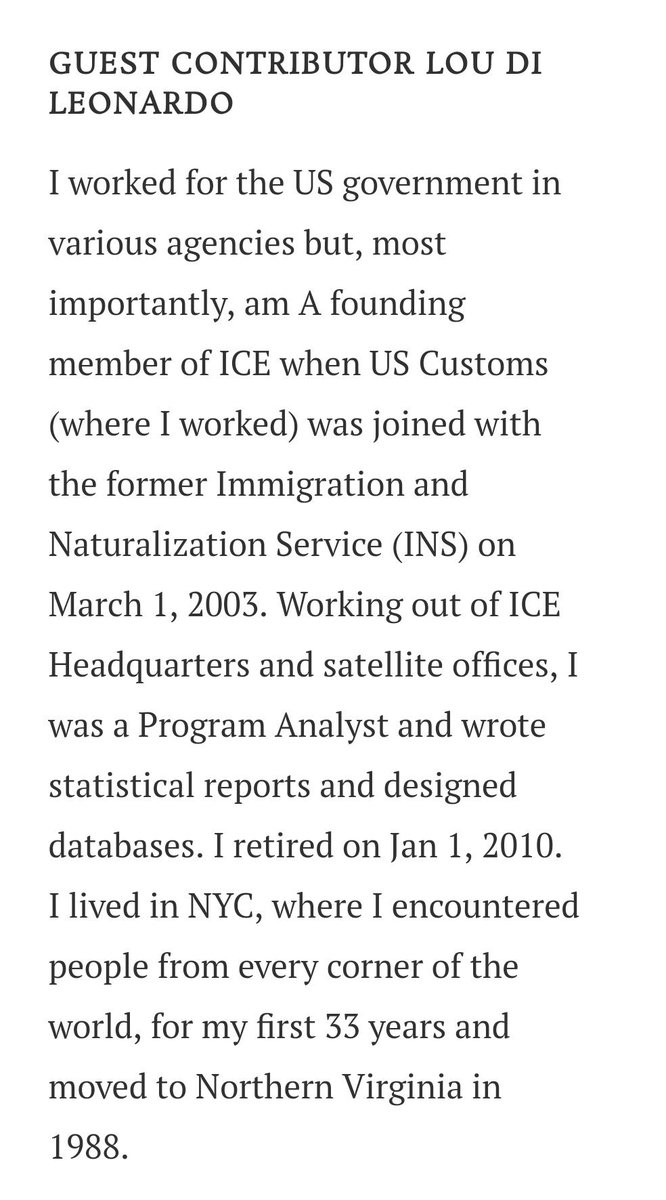 GUEST CONTRIBUTOR LOU DI
LEONARDO
I worked for the US government in
various agencies but, most
importantly, am A founding
member of ICE when US Customs
(where I worked) was joined with
the former Immigration and
Naturalization Service (INS) on
March 1, 2003. Working out of ICE
Headquarters and satellite offices, I
was a Program Analyst and wrote
statistical reports and designed
databases. I retired on Jan 1, 2010.
I lived in NYC, where I encountered
people from every corner of the
world, for my first 33 years and
moved to Northern Virginia in
1988.